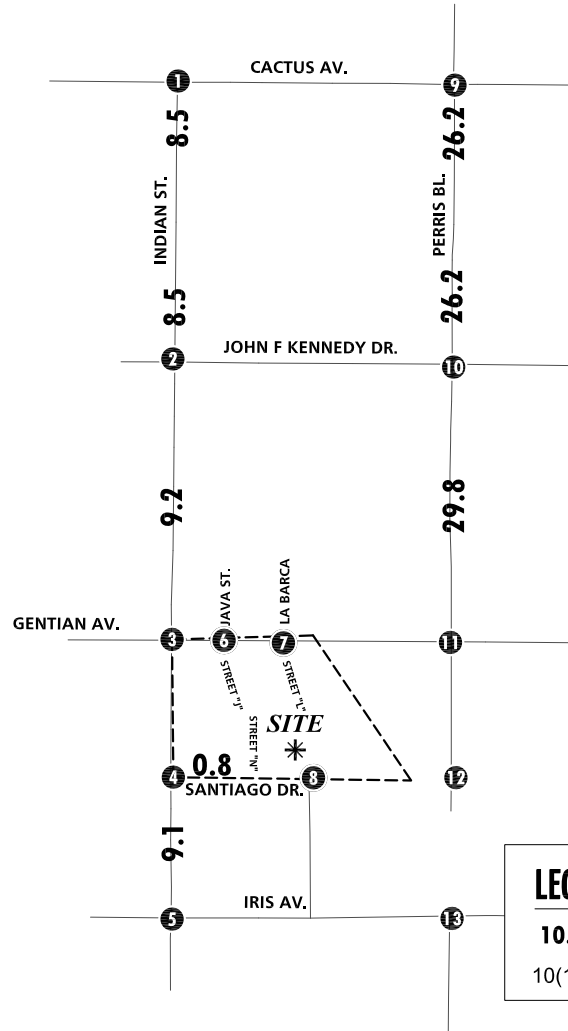 CACTUS AV.
1
9
8.5
26.2
INDIAN ST.
PERRIS BL.
8.5
26.2
JOHN F KENNEDY DR.
2
10
9.2
29.8
JAVA ST.
LA BARCA
GENTIAN AV.
3
6
7
11
STREET "J"
STREET "L"
STREET "N"
SITE
0.8
4
8
12
SANTIAGO DR.
9.1
IRIS AV.
5
13
10.
10(